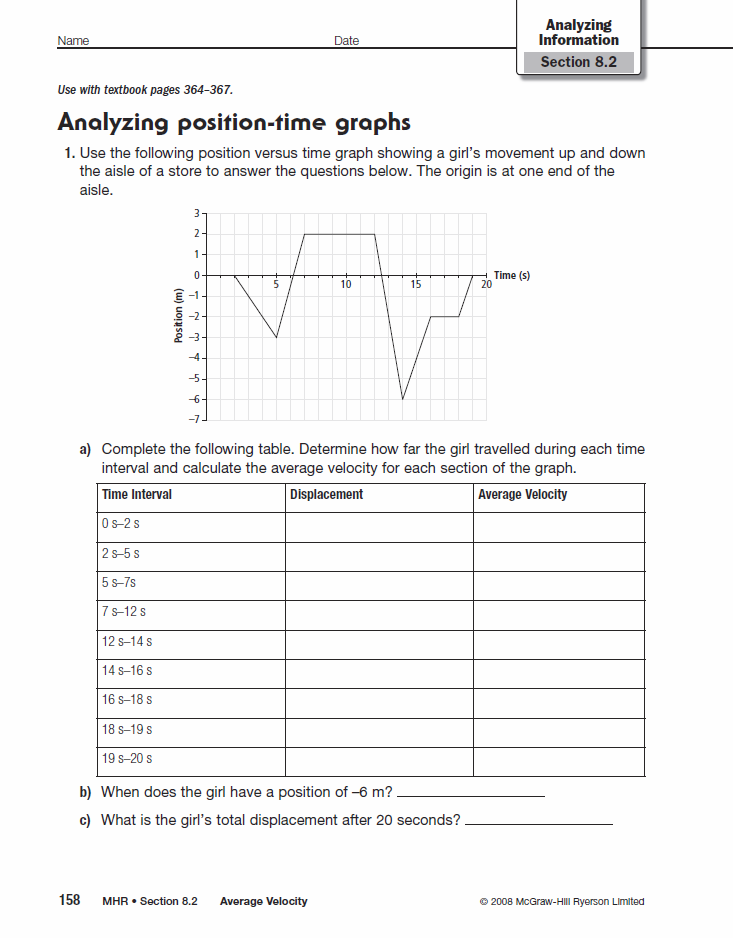 Name Date
Analyzing
Information
Section 8.2
Use with textbook pages 364–367.
Analyzing position-time graphs
1. Use the following position versus time graph showing a girl's movement up and down
the aisle of a store to answer the questions below. The origin is at one end of the
aisle.
3
2
1
0
–1
–2
–3
–4
–5
–6
–7
Position (m)
5 10 15 20
Time (s)
a) Complete the following table. Determine how far the girl travelled during each time
interval and calculate the average velocity for each section of the graph.
Time Interval Displacement Average Velocity
0 s–2 s
2 s–5 s
5 s–7s
7 s–12 s
12 s–14 s
14 s–16 s
16 s–18 s
18 s–19 s
19 s–20 s
b) When does the girl have a position of –6 m?
c) What is the girl's total displacement after 20 seconds?
158 MHR • Section 8.2 Average Velocity © 2008 McGraw-Hill Ryerson Limited